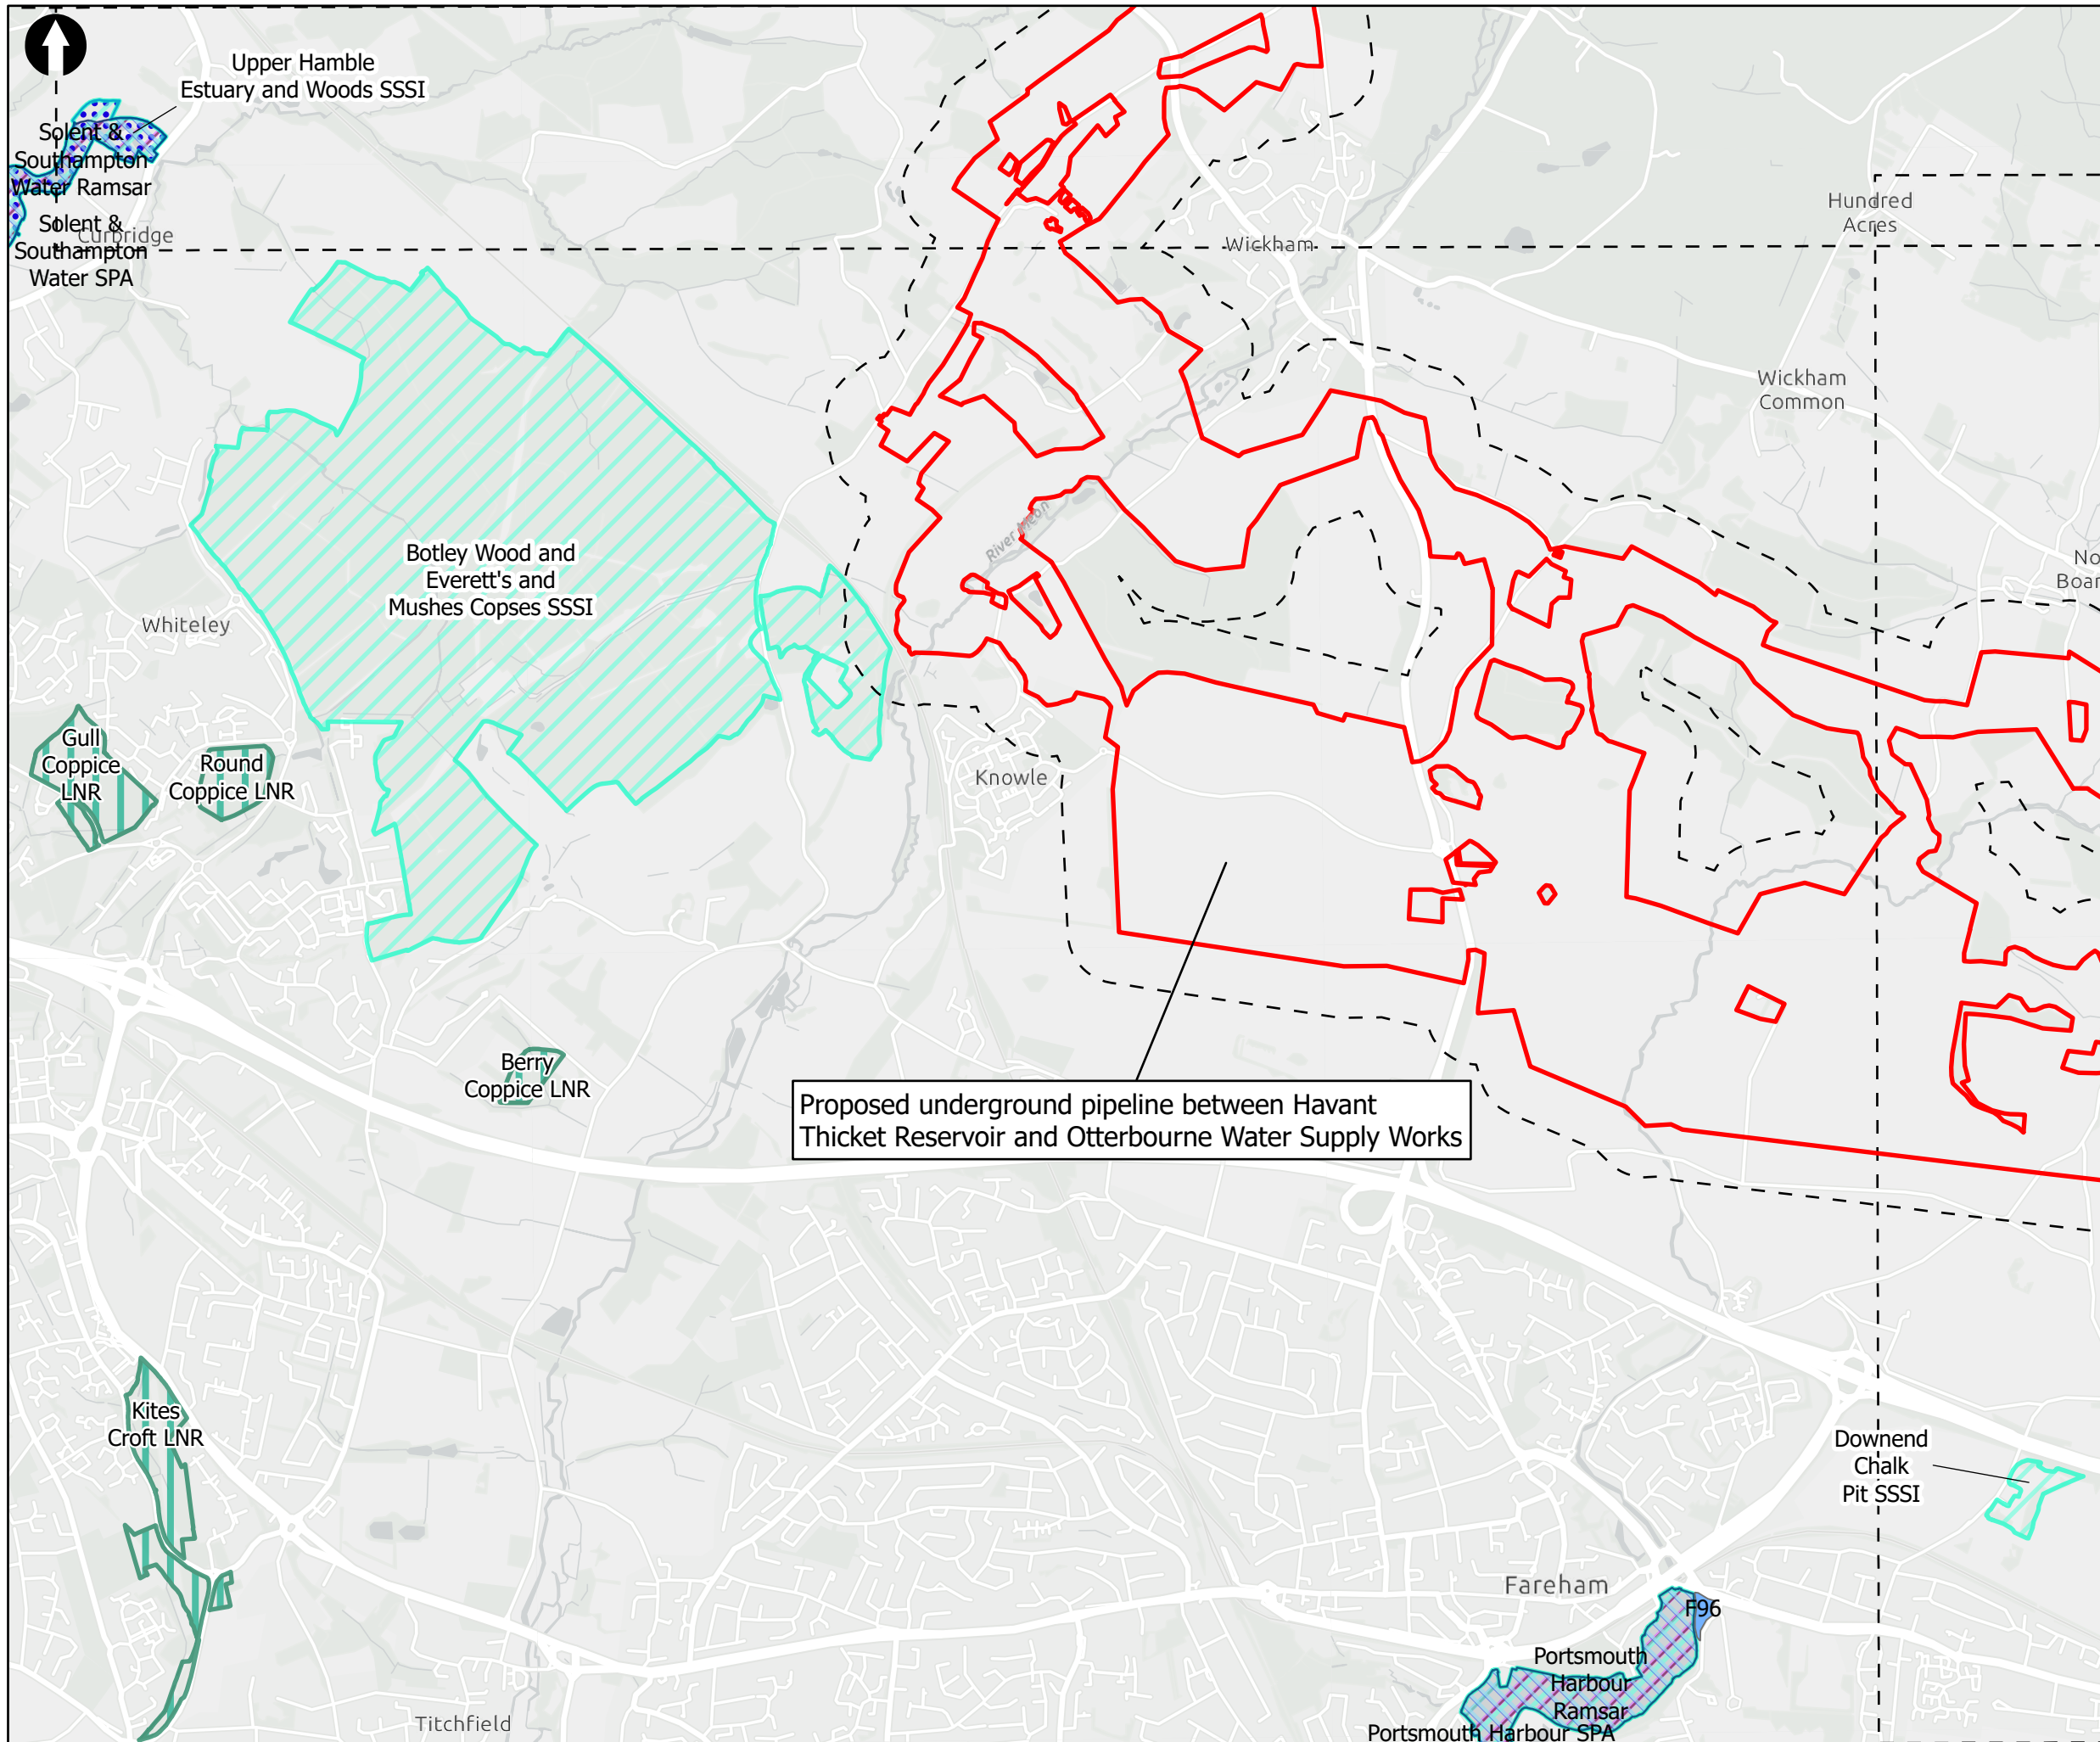 Upper Hamble
Estuary and Woods SSSI
Solent &
Southampton
Water Ramsar
Solent &
Southampton
Water SPA
Curbridge
Wickham
Hundred
Acres
Wickham
Common
No
Boar
River Meon
Botley Wood and
Everett's and
Mushes Copses SSSI
Whiteley
Gull
Coppice
LNR
Round
Coppice LNR
Knowle
Berry
Coppice LNR
Proposed underground pipeline between Havant
Thicket Reservoir and Otterbourne Water Supply Works
Kites
Croft LNR
Downend
Chalk
Pit SSSI
Fareham
F96
Portsmouth
Harbour
Ramsar
Portsmouth Harbour SPA
Titchfield